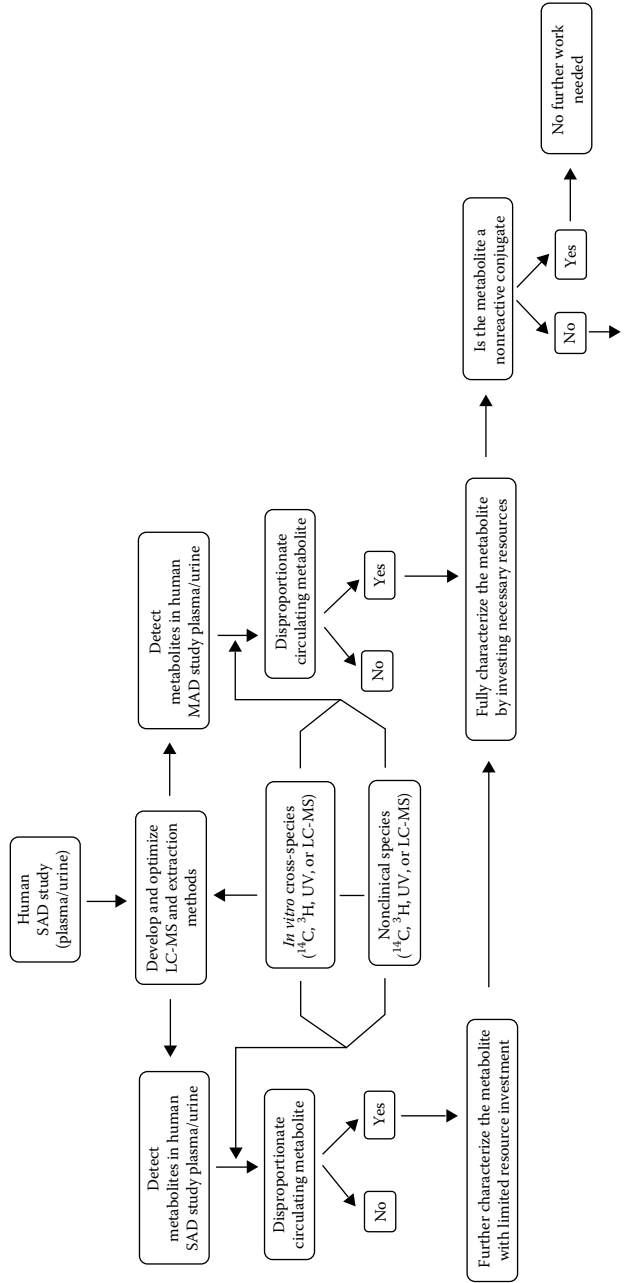 Human
SAD study
(plasma/urine)
Develop and optimize
LC-MS and extraction
methods
Detect
metabolites in human
SAD study plasma/urine
Detect
metabolites in human
MAD study plasma/urine
In vitro cross-species
(¹⁴C, ³H, UV, or LC-MS)
Nonclinical species
(¹⁴C, ³H, UV, or LC-MS)
Disproportionate
circulating metabolite
No
Yes
Disproportionate
circulating metabolite
No
Yes
Further characterize the metabolite
with limited resource investment
Fully characterize the metabolite
by investing necessary resources
Is the metabolite a
nonreactive conjugate
No
Yes
No further work
needed